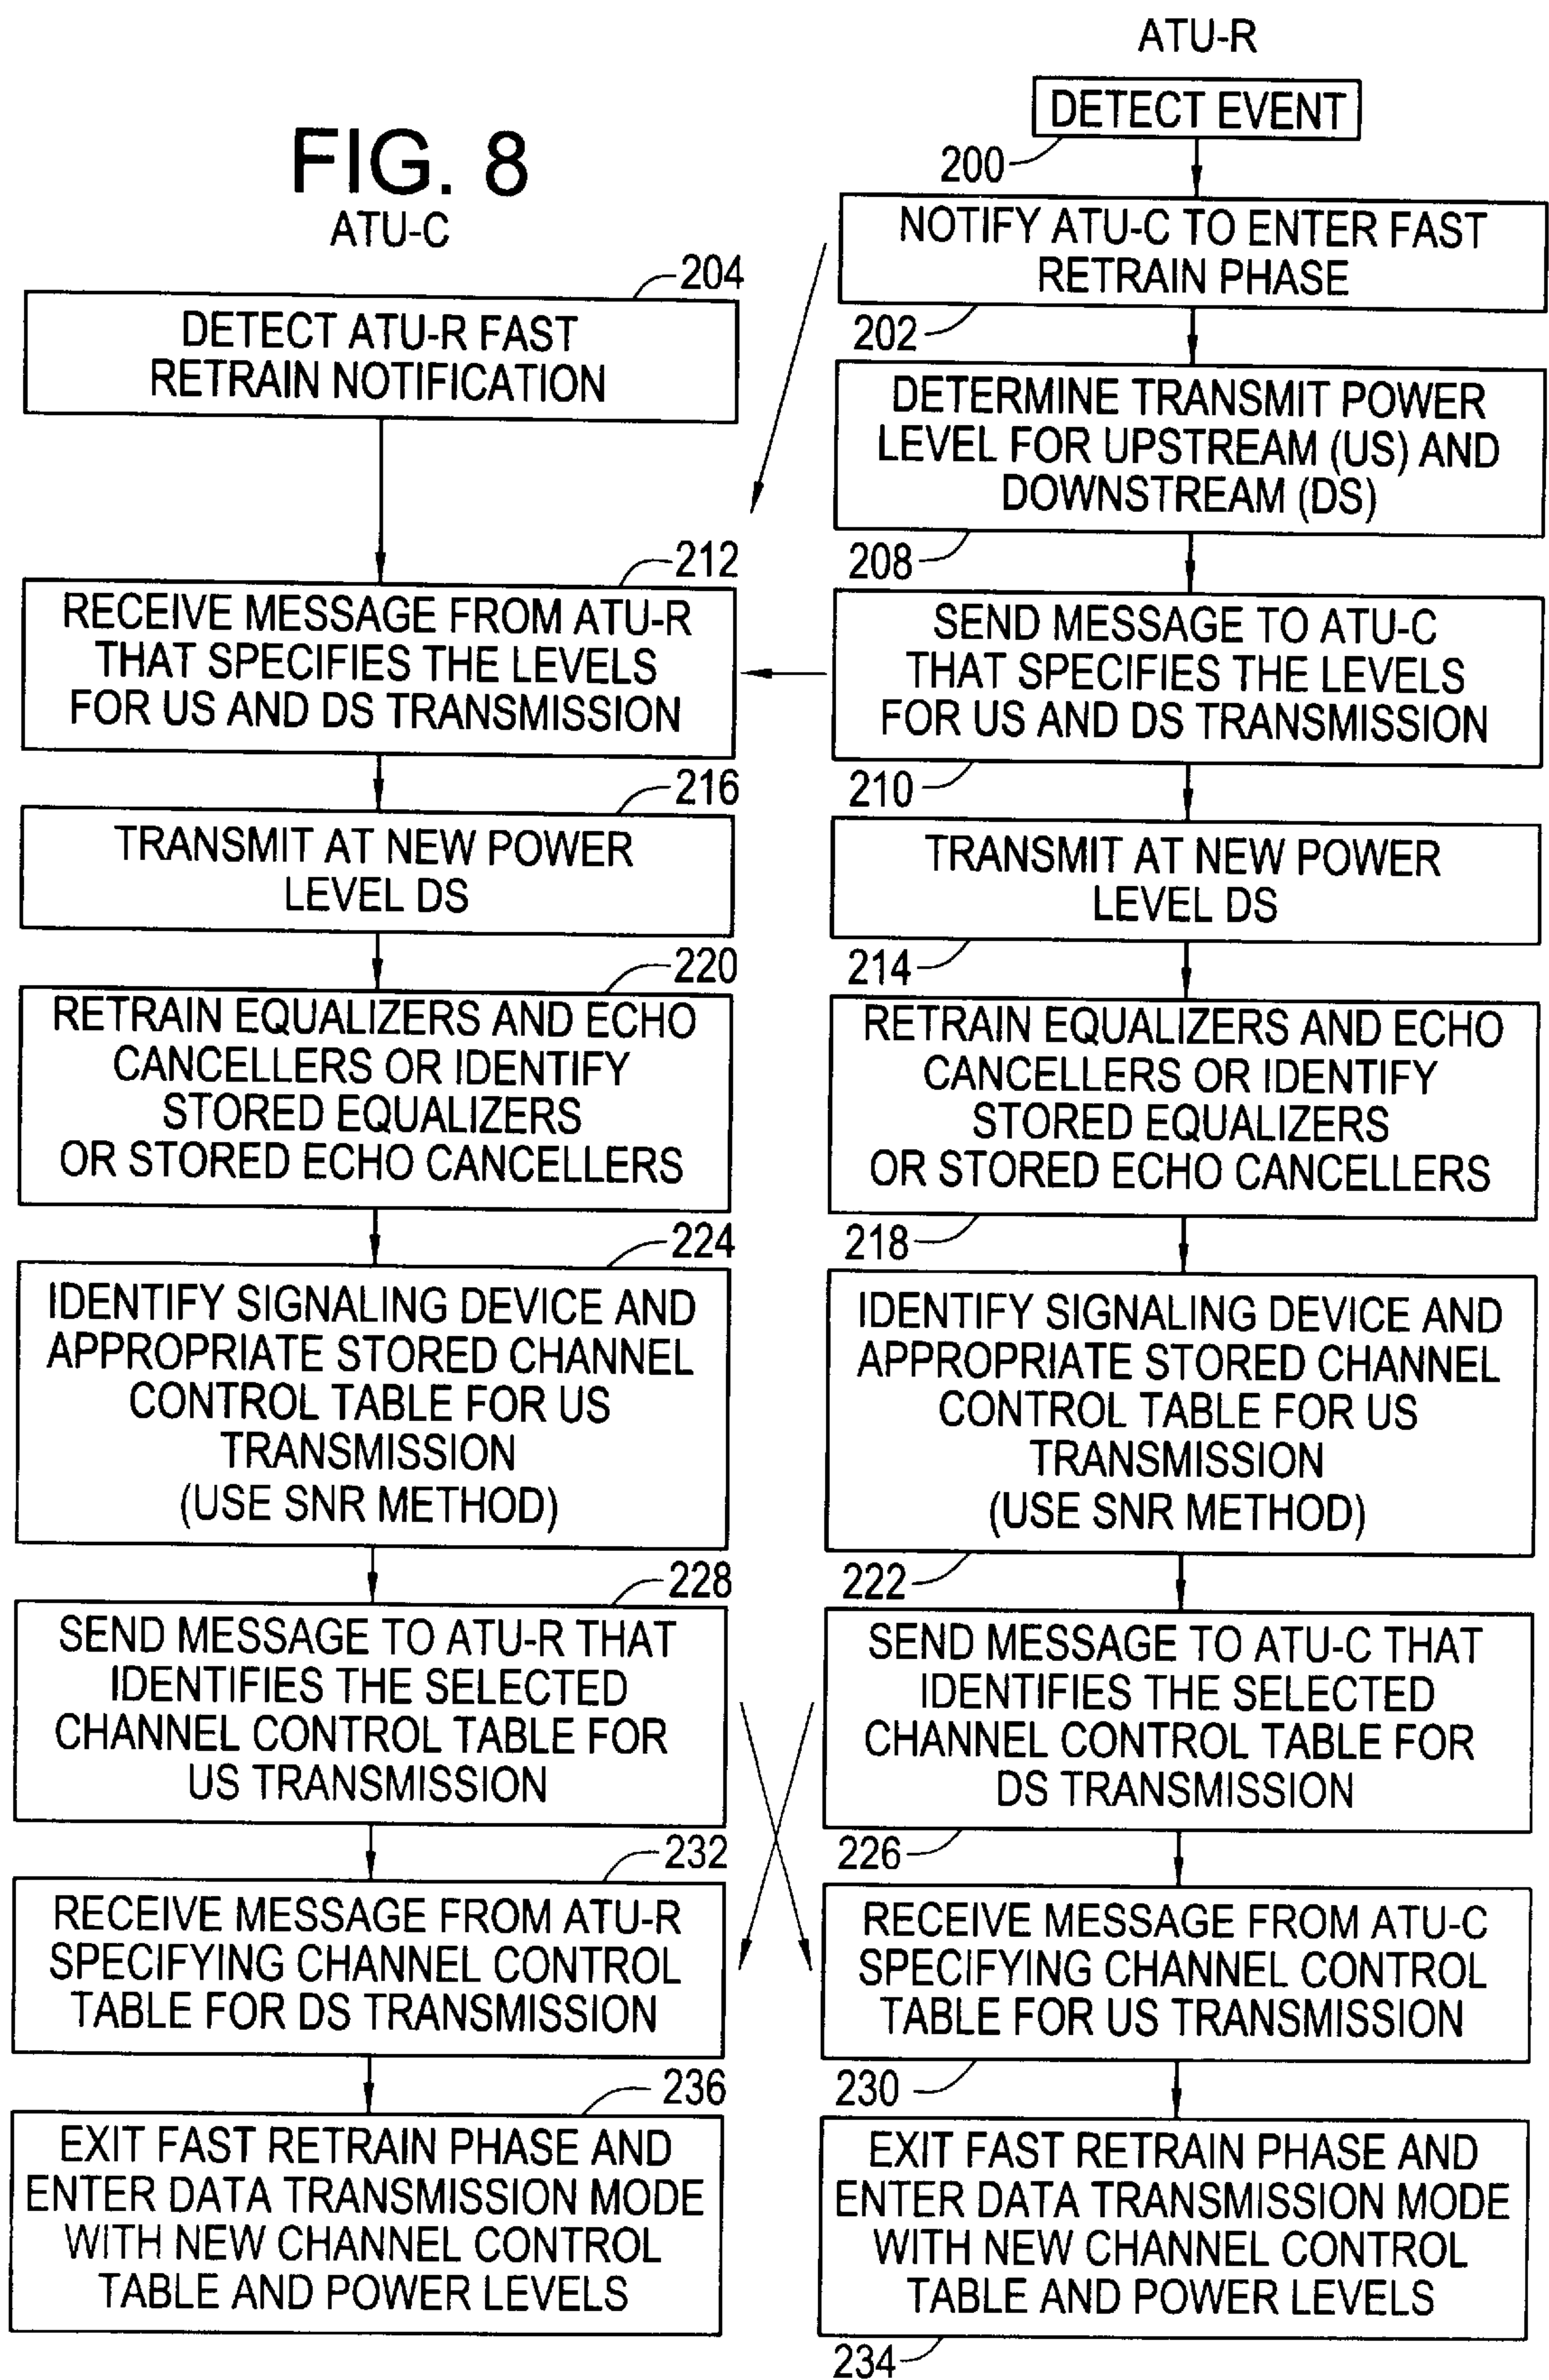 FIG. 8
ATU-C
204
DETECT ATU-R FAST
RETRAIN NOTIFICATION
212
RECEIVE MESSAGE FROM ATU-R
THAT SPECIFIES THE LEVELS
FOR US AND DS TRANSMISSION
216
TRANSMIT AT NEW POWER
LEVEL DS
220
RETRAIN EQUALIZERS AND ECHO
CANCELLERS OR IDENTIFY
STORED EQUALIZERS
OR STORED ECHO CANCELLERS
224
IDENTIFY SIGNALING DEVICE AND
APPROPRIATE STORED CHANNEL
CONTROL TABLE FOR US
TRANSMISSION
(USE SNR METHOD)
228
SEND MESSAGE TO ATU-R THAT
IDENTIFIES THE SELECTED
CHANNEL CONTROL TABLE FOR
US TRANSMISSION
232
RECEIVE MESSAGE FROM ATU-R
SPECIFYING CHANNEL CONTROL
TABLE FOR DS TRANSMISSION
236
EXIT FAST RETRAIN PHASE AND
ENTER DATA TRANSMISSION MODE
WITH NEW CHANNEL CONTROL
TABLE AND POWER LEVELS
ATU-R
DETECT EVENT
200
NOTIFY ATU-C TO ENTER FAST
RETRAIN PHASE
202
DETERMINE TRANSMIT POWER
LEVEL FOR UPSTREAM (US) AND
DOWNSTREAM (DS)
208
SEND MESSAGE TO ATU-C
THAT SPECIFIES THE LEVELS
FOR US AND DS TRANSMISSION
210
TRANSMIT AT NEW POWER
LEVEL DS
214
RETRAIN EQUALIZERS AND ECHO
CANCELLERS OR IDENTIFY
STORED EQUALIZERS
OR STORED ECHO CANCELLERS
218
IDENTIFY SIGNALING DEVICE AND
APPROPRIATE STORED CHANNEL
CONTROL TABLE FOR US
TRANSMISSION
(USE SNR METHOD)
222
SEND MESSAGE TO ATU-C THAT
IDENTIFIES THE SELECTED
CHANNEL CONTROL TABLE FOR
DS TRANSMISSION
226
RECEIVE MESSAGE FROM ATU-C
SPECIFYING CHANNEL CONTROL
TABLE FOR US TRANSMISSION
230
EXIT FAST RETRAIN PHASE AND
ENTER DATA TRANSMISSION MODE
WITH NEW CHANNEL CONTROL
TABLE AND POWER LEVELS
234